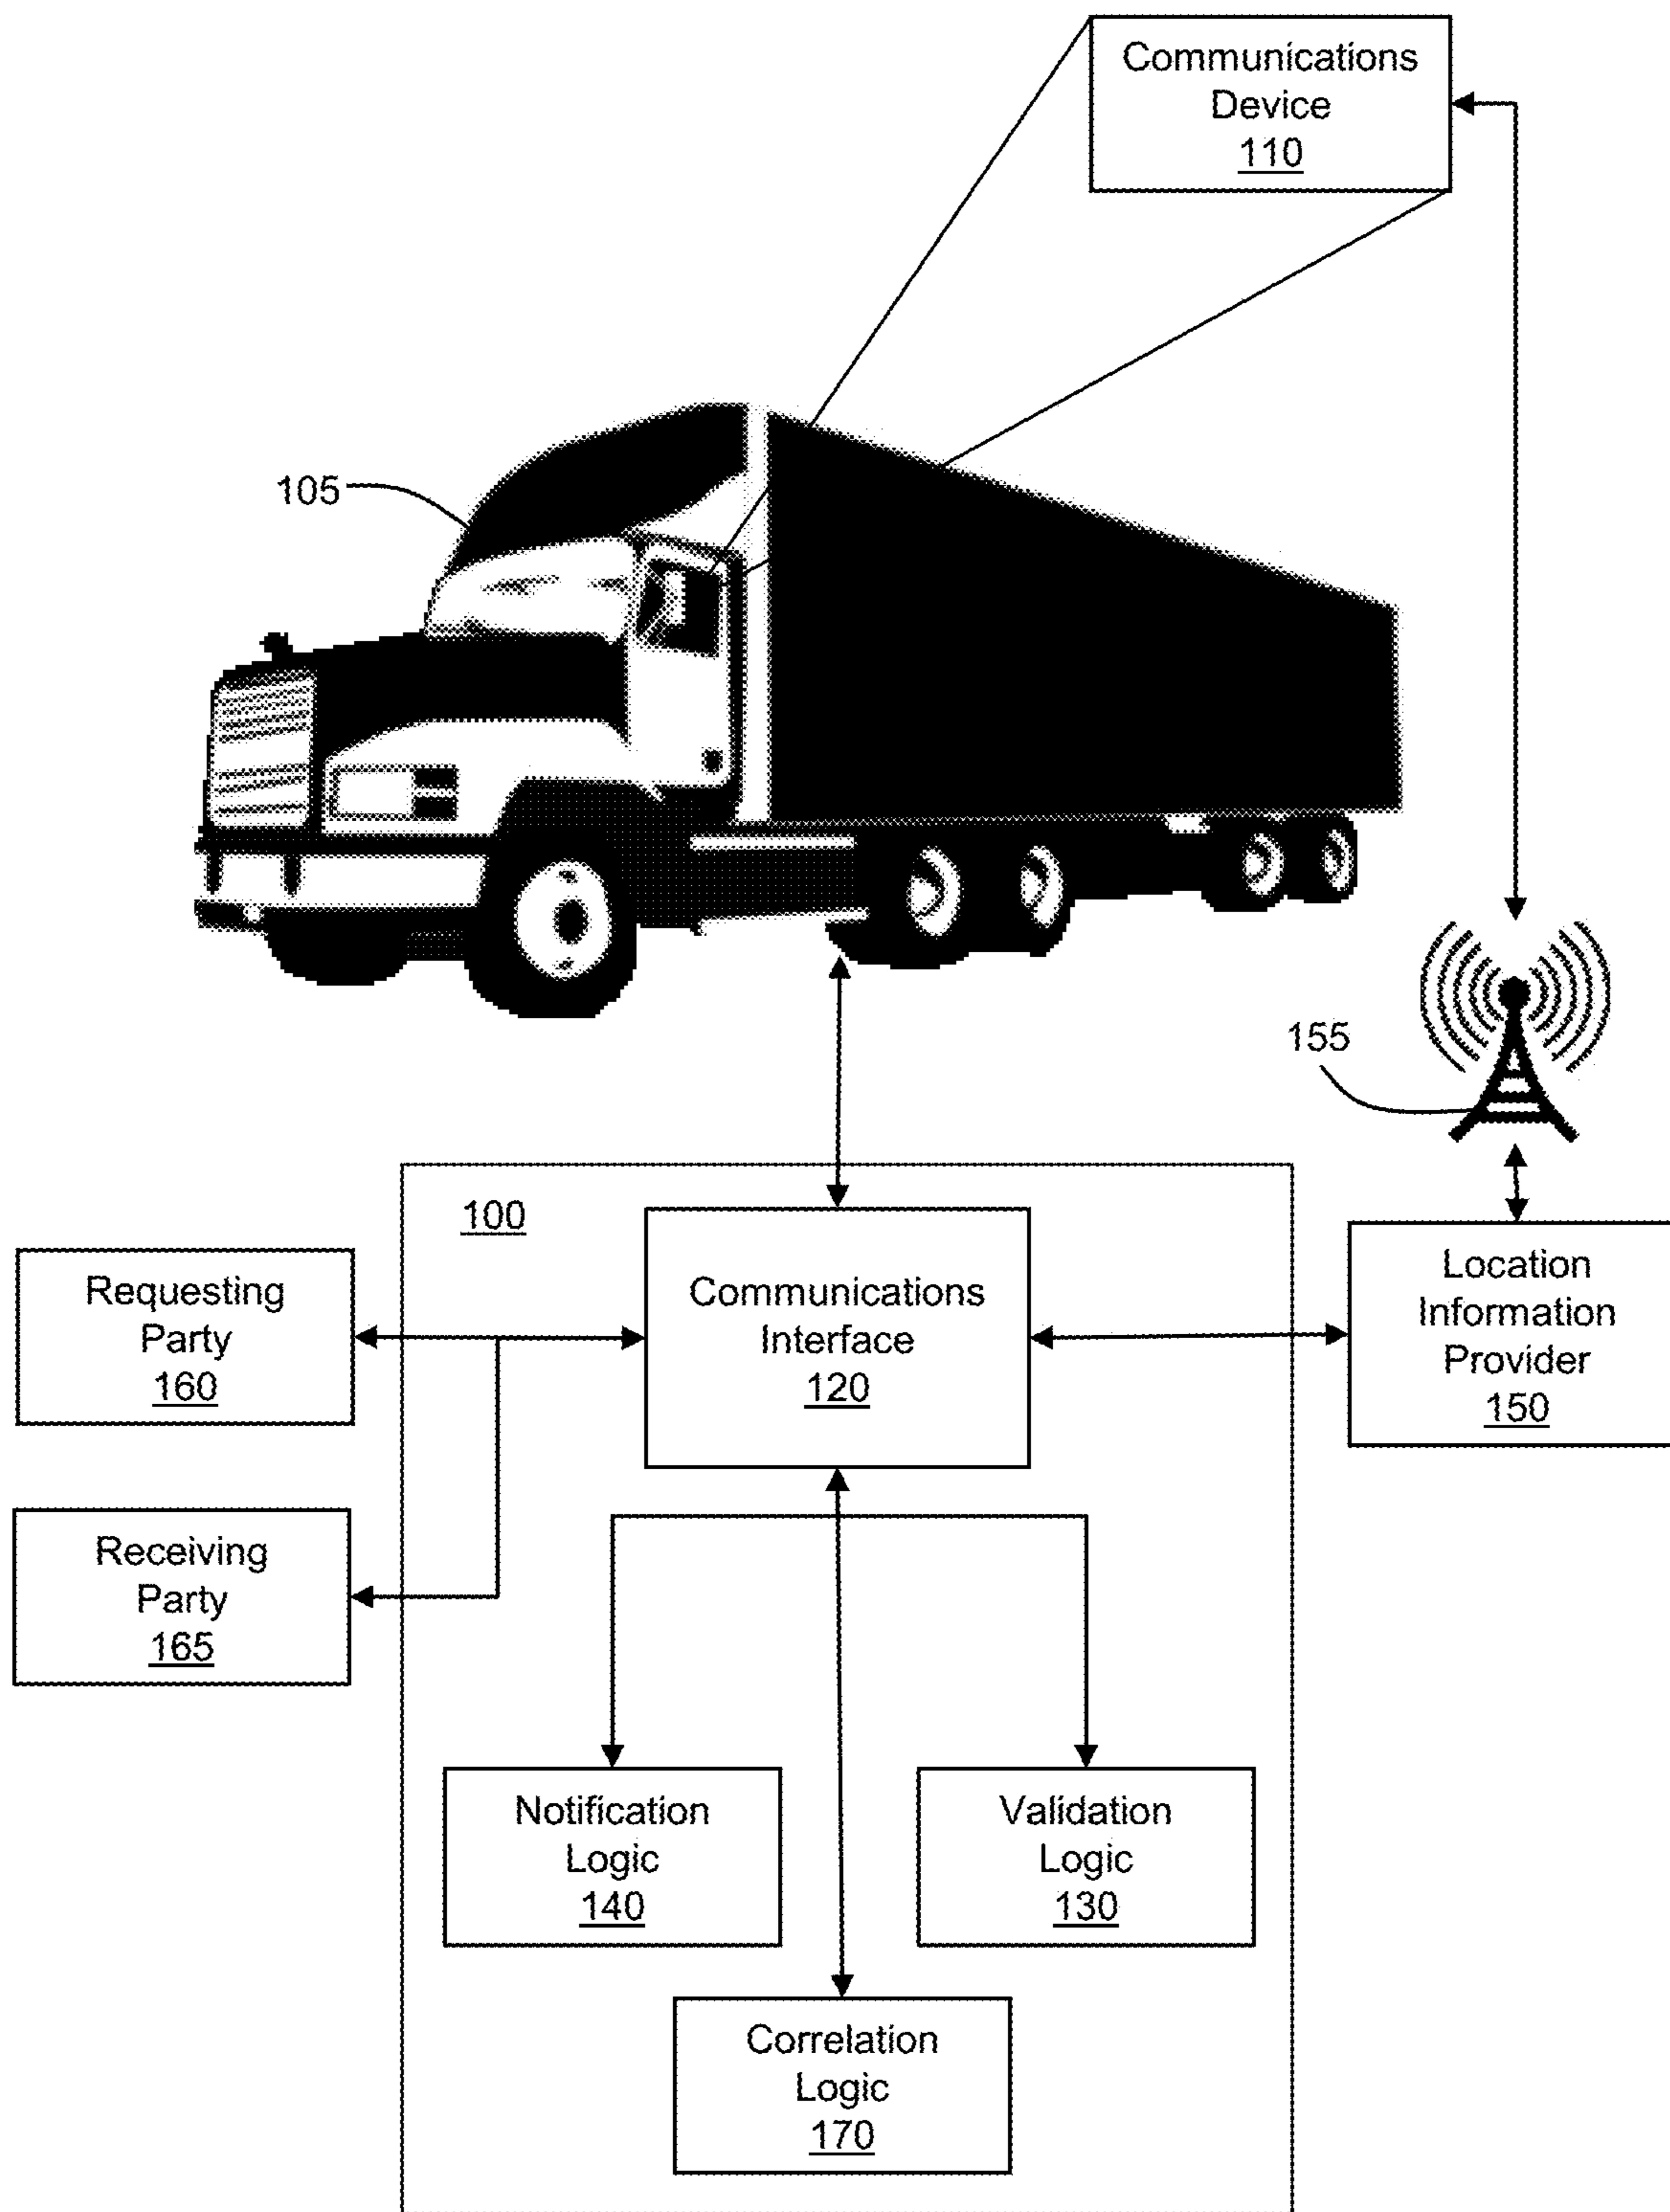 Communications
Device
110
105
155
100
Requesting
Party
160
Communications
Interface
120
Location
Information
Provider
150
Receiving
Party
165
Notification
Logic
140
Validation
Logic
130
Correlation
Logic
170